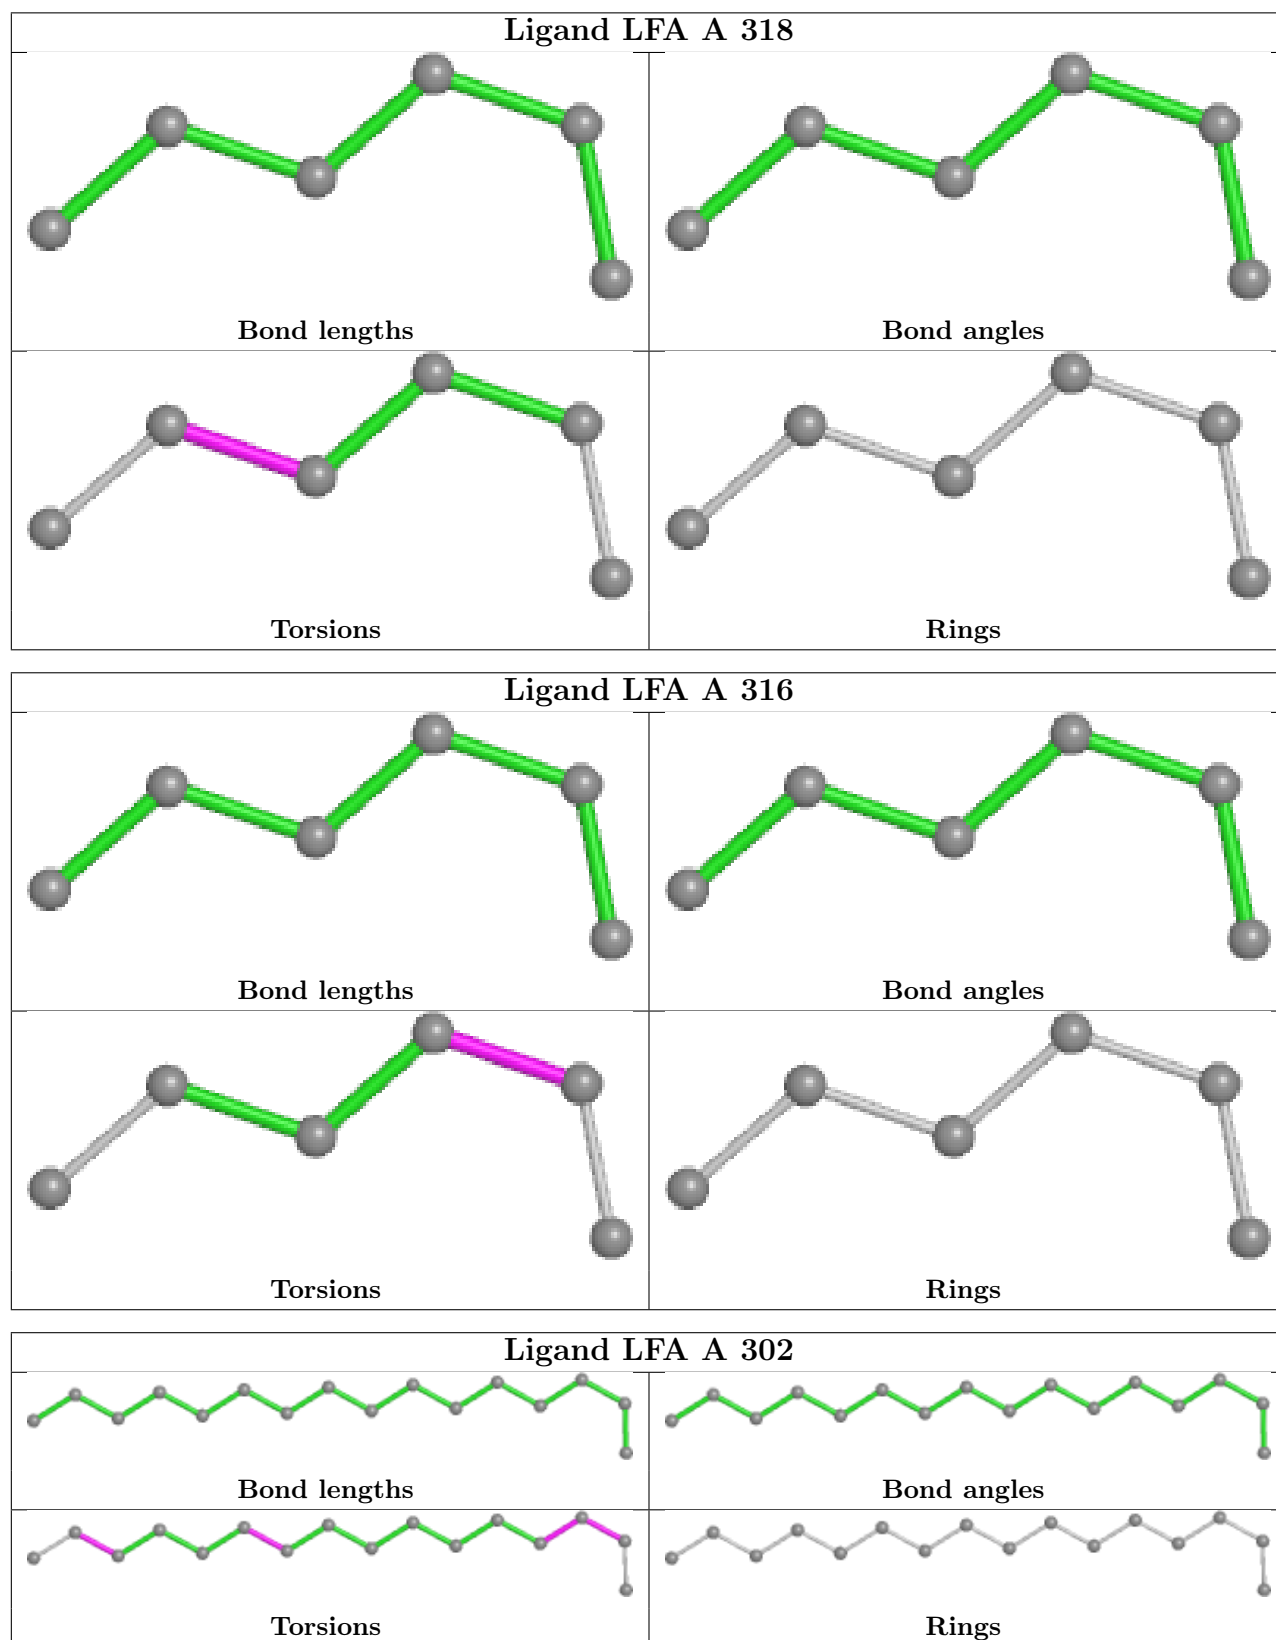 Ligand LFA A 318
Bond lengths
Bond angles
Torsions
Rings
Ligand LFA A 316
Bond lengths
Bond angles
Torsions
Rings
Ligand LFA A 302
Bond lengths
Bond angles
Torsions
Rings